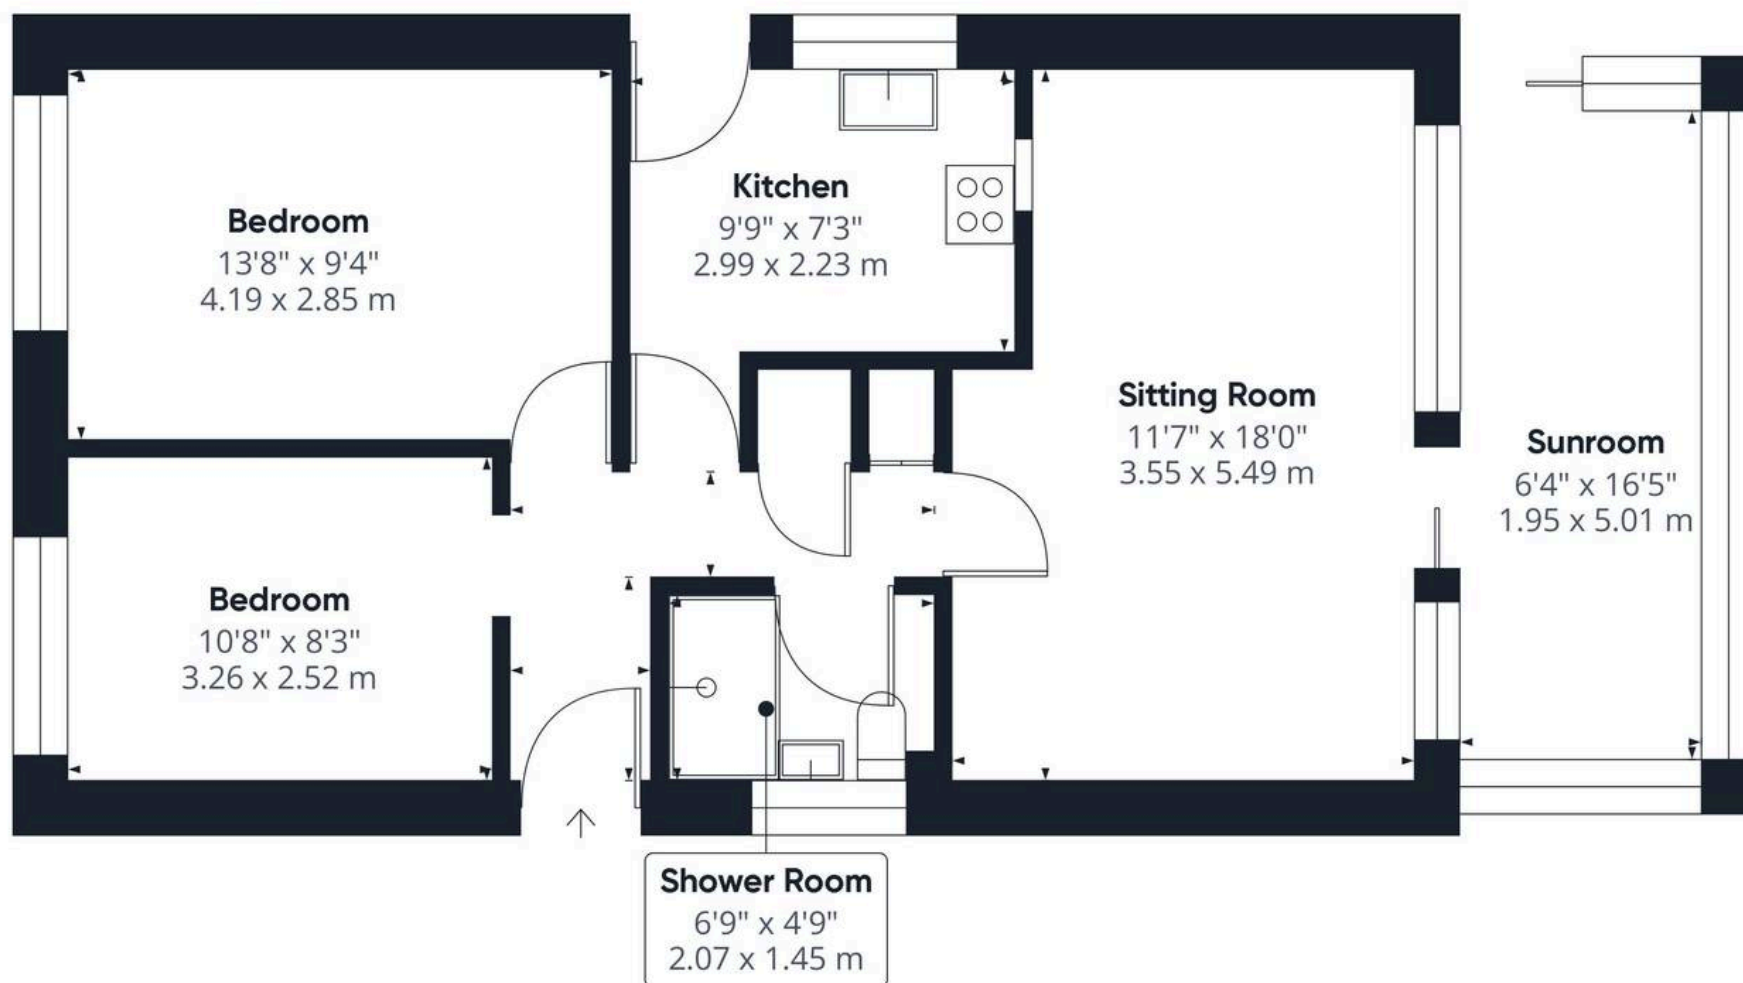 Bedroom
13'8" x 9'4"
4.19 x 2.85 m
Kitchen
9'9" x 7'3"
2.99 x 2.23 m
Sitting Room
11'7" x 18'0"
3.55 x 5.49 m
Sunroom
6'4" x 16'5"
1.95 x 5.01 m
Bedroom
10'8" x 8'3"
3.26 x 2.52 m
Shower Room
6'9" x 4'9"
2.07 x 1.45 m